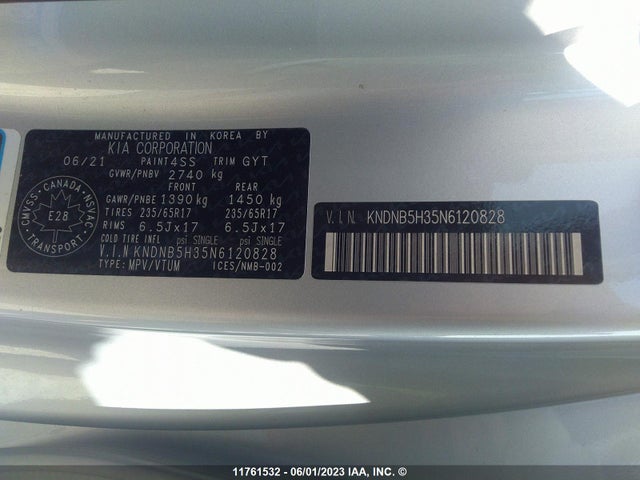 MANUFACTURED IN KOREA BY
KIA CORPORATION
06/21 PAINT 4SS TRIM GYT
GVWR/PNBV 2740 kg
FRONT REAR
GAWR/PNBE 1390 kg 1450 kg
TIRES 235/65R17 235/65R17
RIMS 6.5Jx17 6.5Jx17
COLD TIRE INFL. psi SINGLE psi SINGLE
V.I.N KNDNB5H35N6120828
TYPE: MPV/VTUM ICES/NMB-002
CMVSS · CANADA · NSVAC
E28
TRANSPORT
V.I.N. KNDNB5H35N6120828
11761532 - 06/01/2023 IAA, INC. ©